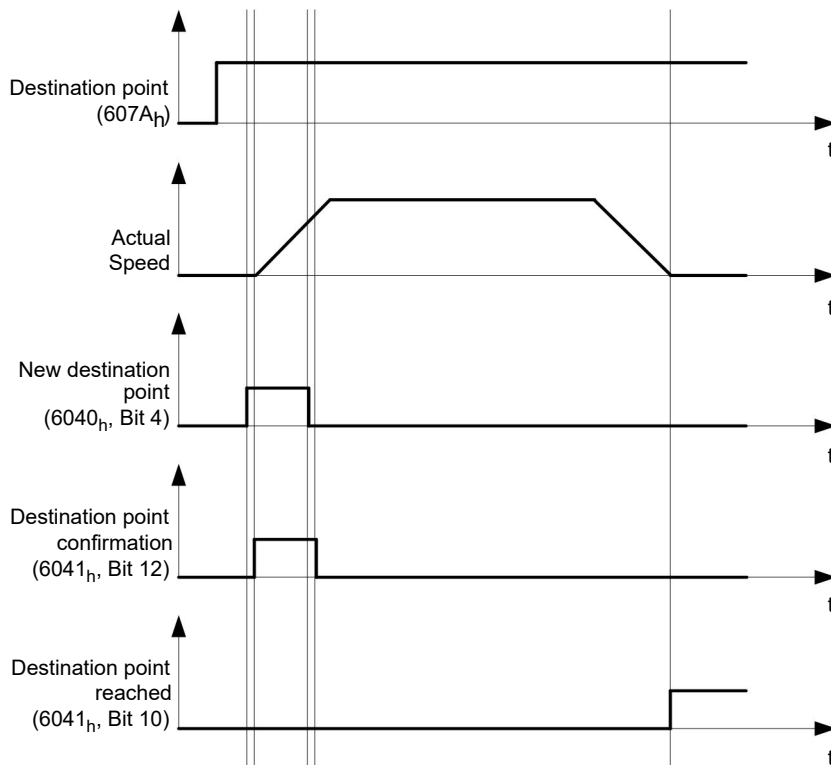 Destination point
(607Ah)
t
Actual
Speed
t
New destination
point
(6040h, Bit 4)
t
Destination point
confirmation
(6041h, Bit 12)
t
Destination point
reached
(6041h, Bit 10)
t